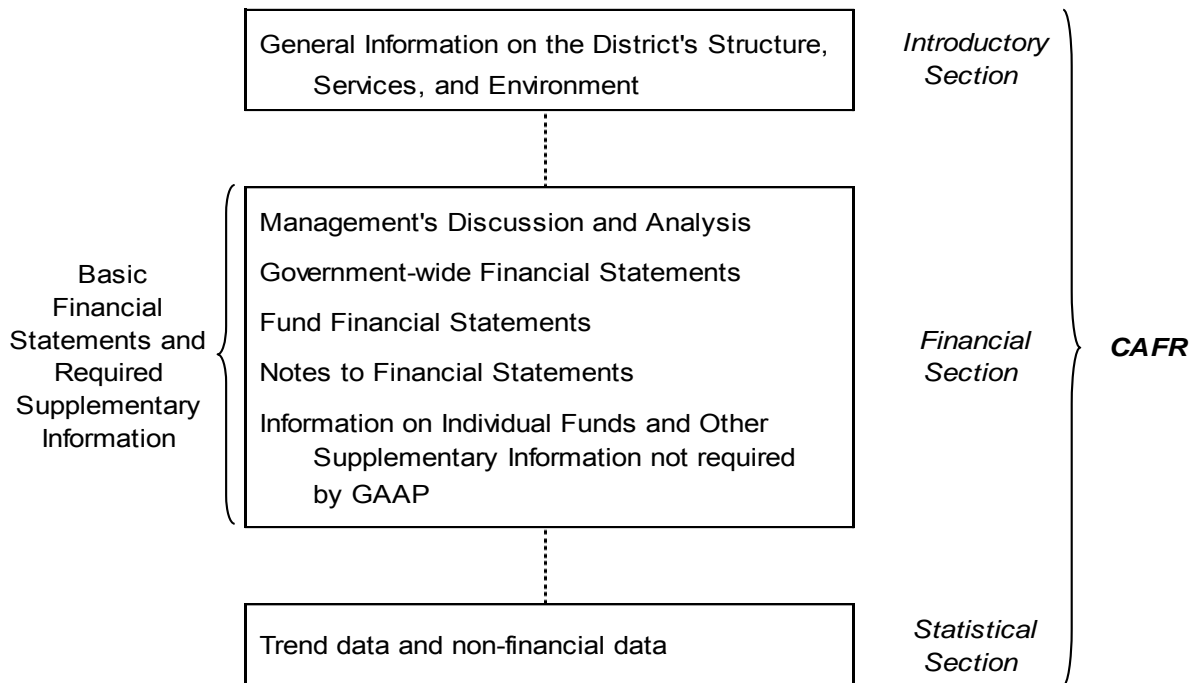 General Information on the District's Structure,
Services, and Environment
Introductory
Section
Basic
Financial
Statements and
Required
Supplementary
Information
Management's Discussion and Analysis
Government-wide Financial Statements
Fund Financial Statements
Notes to Financial Statements
Information on Individual Funds and Other
Supplementary Information not required
by GAAP
Financial
Section
CAFR
Trend data and non-financial data
Statistical
Section